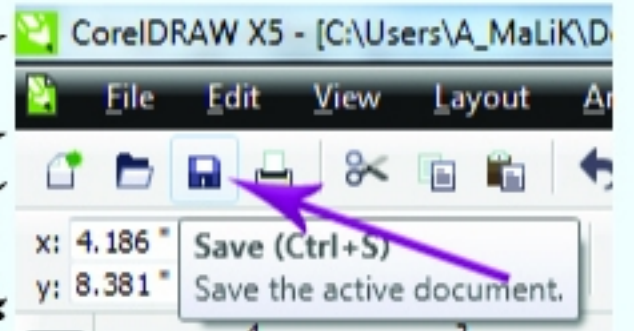 CorelDRAW X5 - [C:\Users\A_MaLiK\D
File Edit View Layout
x: 4.186 "
y: 8.381 "
Save (Ctrl+S)
Save the active document.